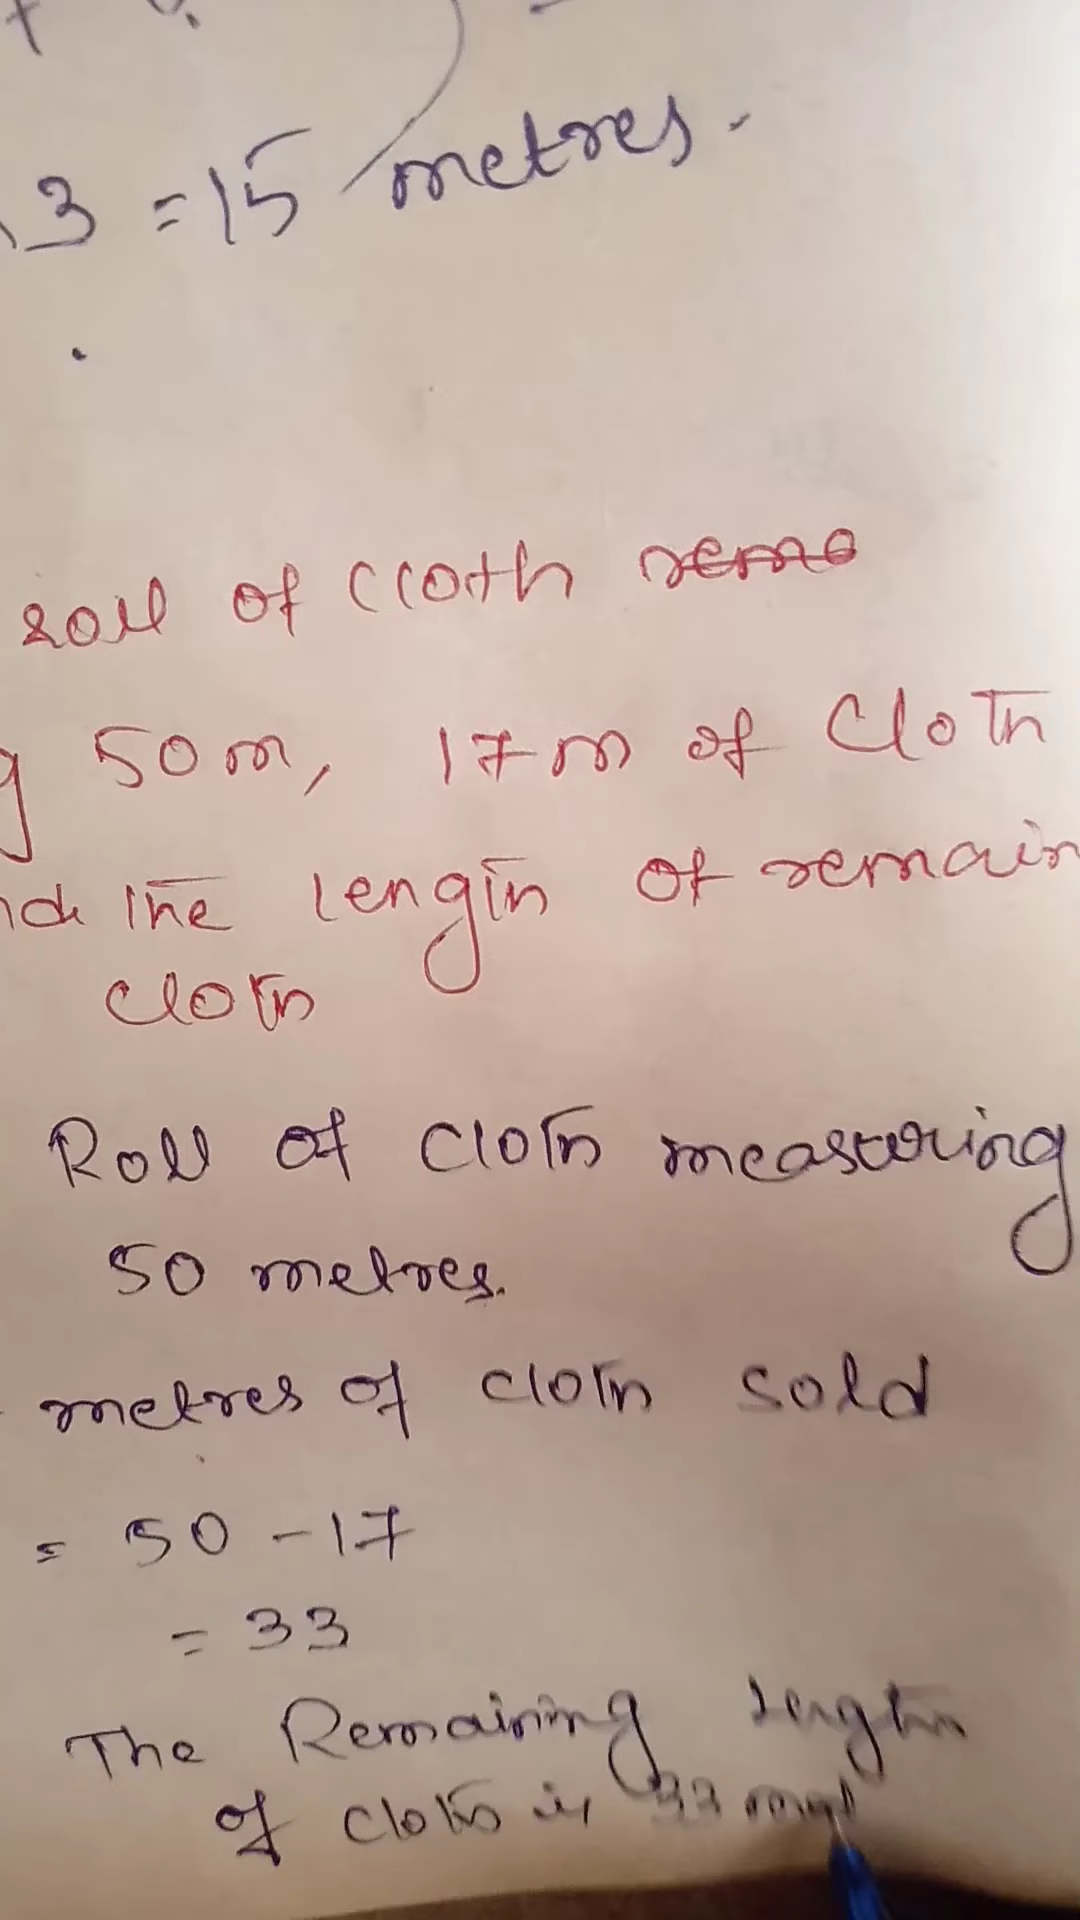 3 = 15 metres.
roll of cloth remo
g 50m, 17m of Cloth
the length of remain
cloth
Roll of cloth measuring
50 metres.
metres of cloth sold
= 50 - 17
= 33
The Remaining length
of cloth is 33